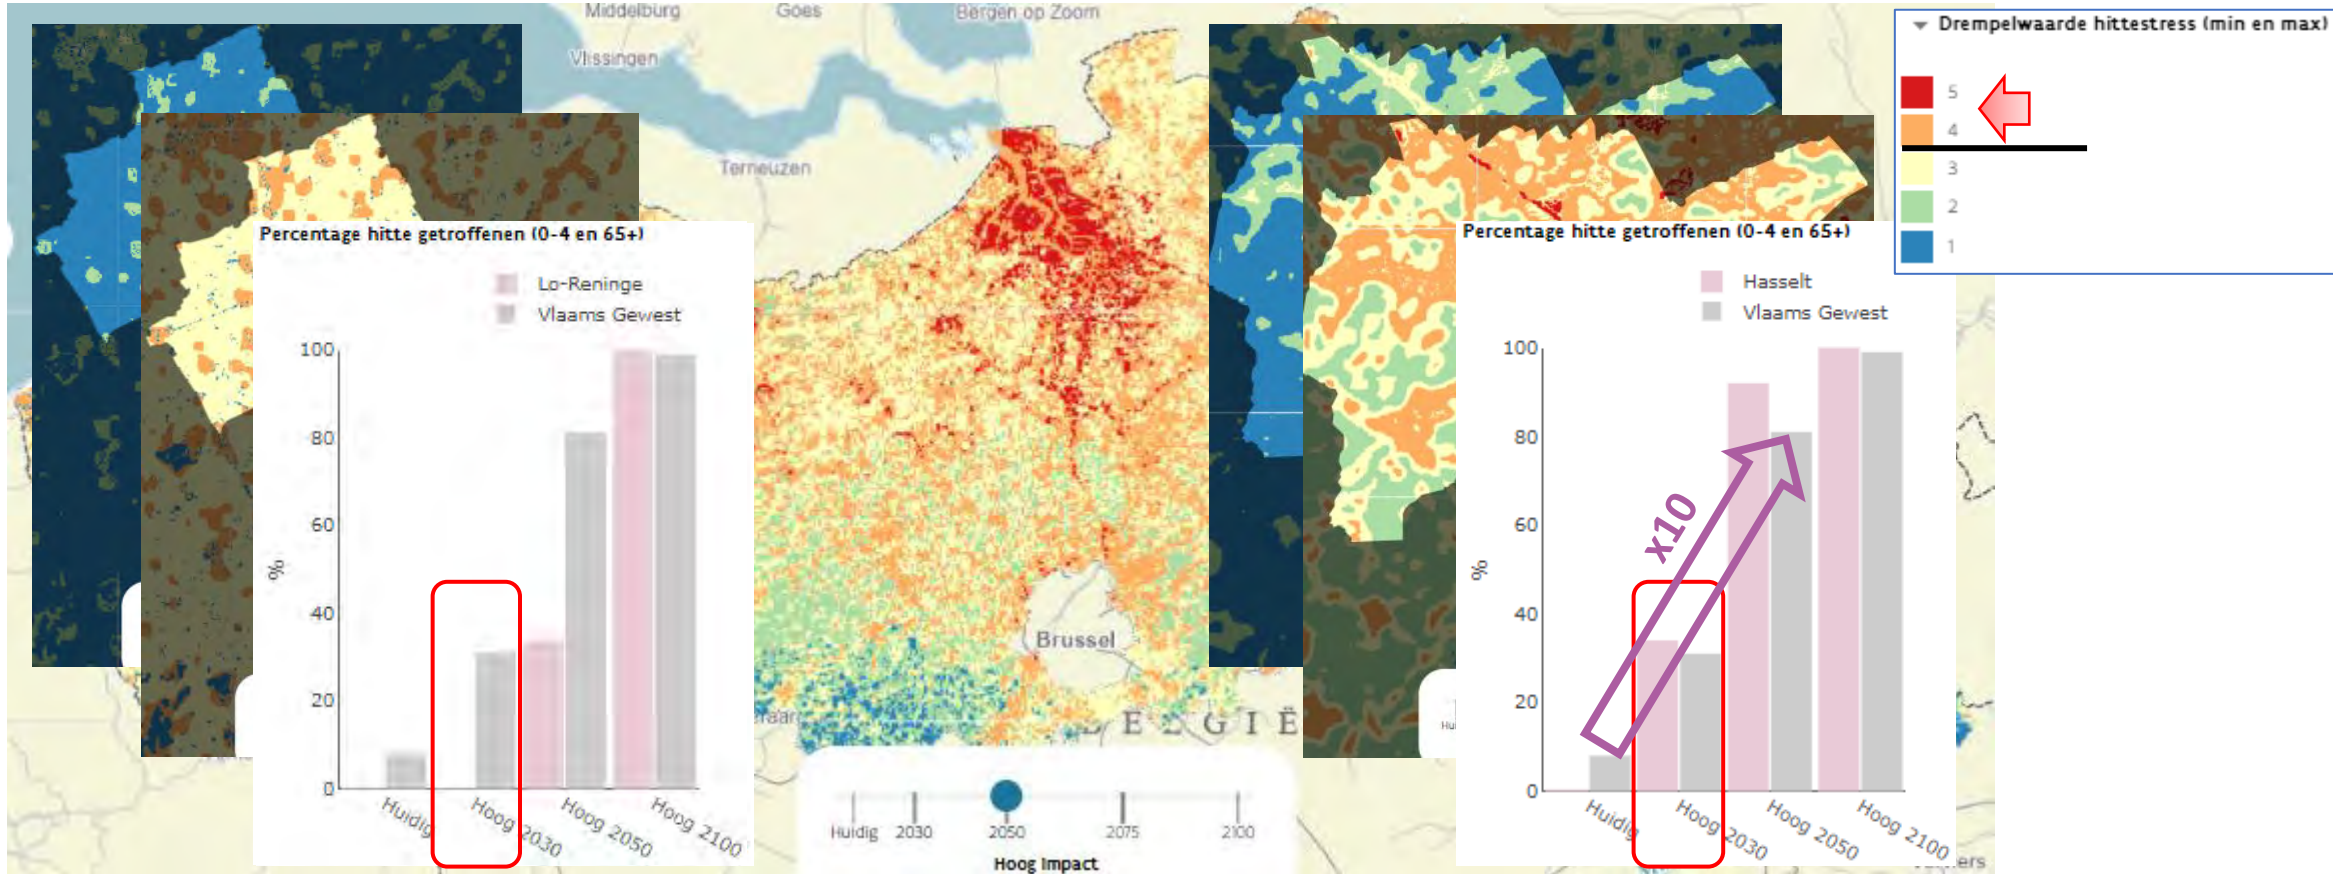 Middelburg
Goes
Bergen op Zoom
Vlissingen
Terneuzen
Drempelwaarde hittestress (min en max)
5
4
3
2
1
Percentage hitte getroffenen (0-4 en 65+)
Lo-Reninge
Vlaams Gewest
100
80
60
40
20
0
%
Huidig
Hoog 2030
Hoog 2050
Hoog 2100
Percentage hitte getroffenen (0-4 en 65+)
Hasselt
Vlaams Gewest
100
80
60
40
20
0
%
x10
Huidig
Hoog 2030
Hoog 2050
Hoog 2100
Brussel
Huidig 2030 2050 2075 2100
Hoog Impact